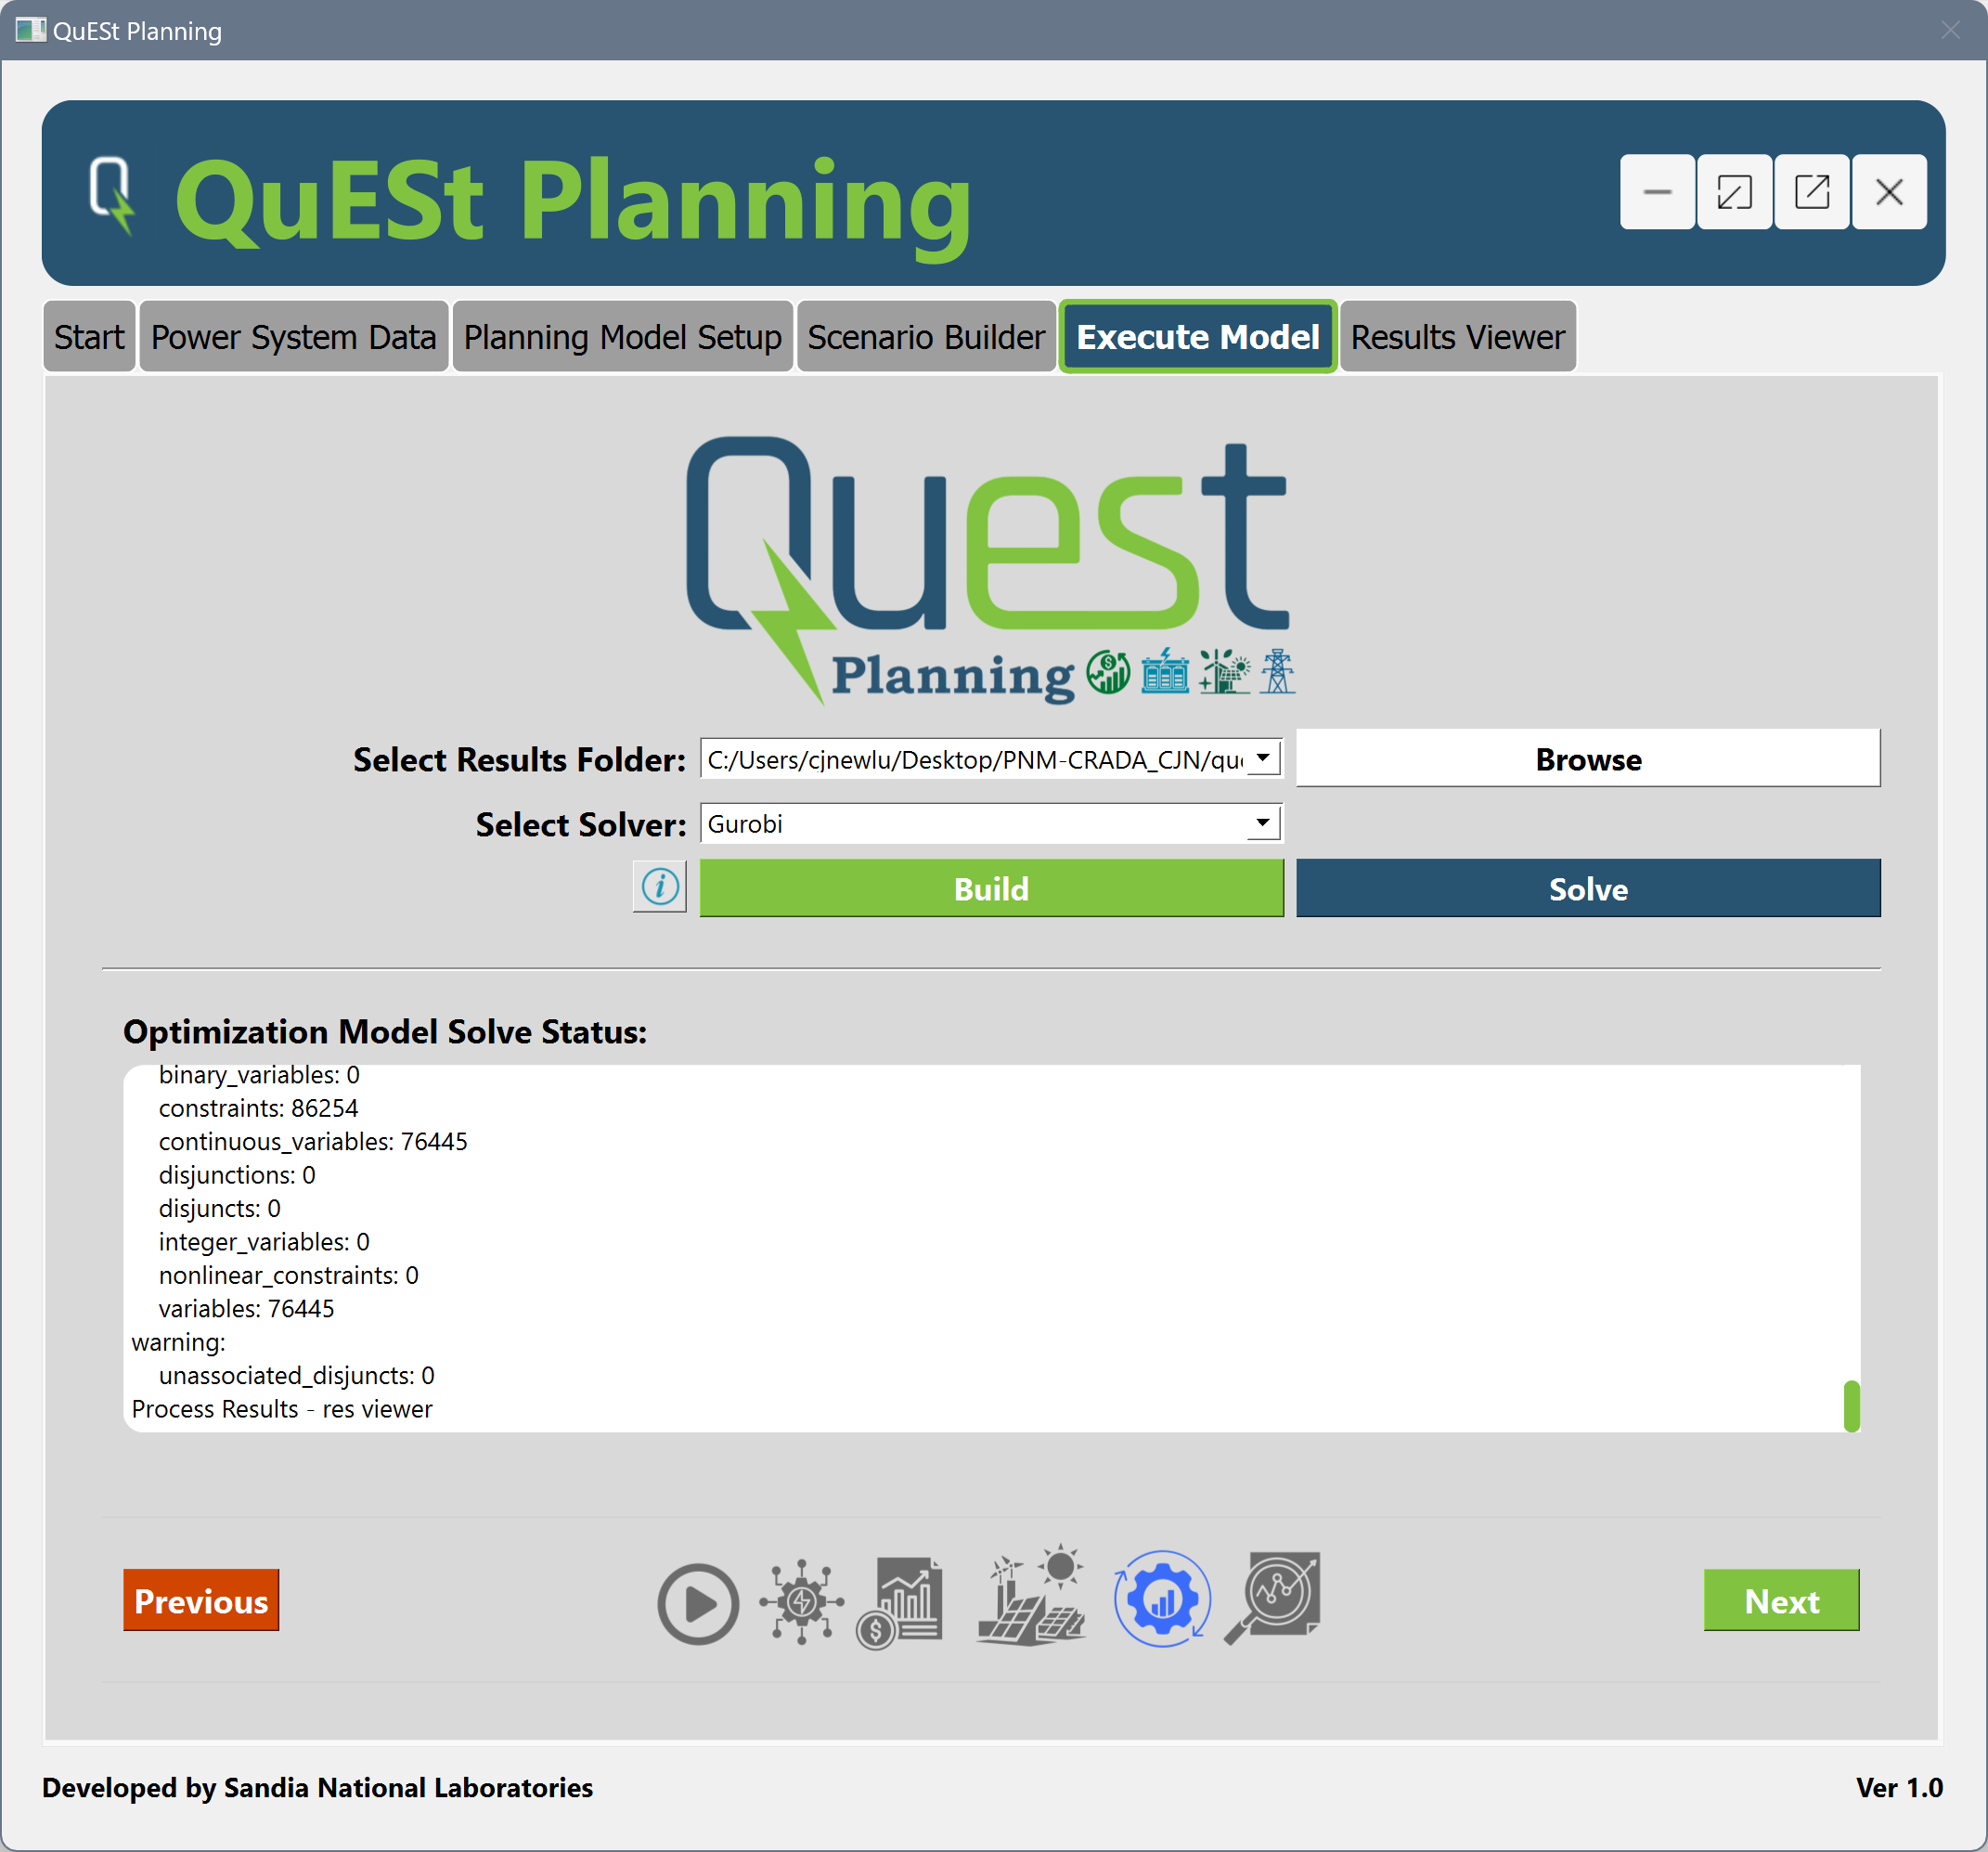 QuESt Planning
QuESt Planning
Start Power System Data Planning Model Setup Scenario Builder Execute Model Results Viewer
Quest
Planning
Select Results Folder: C:/Users/cjnewlu/Desktop/PNM-CRADA_CJN/que Browse
Select Solver: Gurobi
i Build Solve
Optimization Model Solve Status:
binary_variables: 0
constraints: 86254
continuous_variables: 76445
disjunctions: 0
disjuncts: 0
integer_variables: 0
nonlinear_constraints: 0
variables: 76445
warning:
unassociated_disjuncts: 0
Process Results - res viewer
Previous Next
Developed by Sandia National Laboratories Ver 1.0